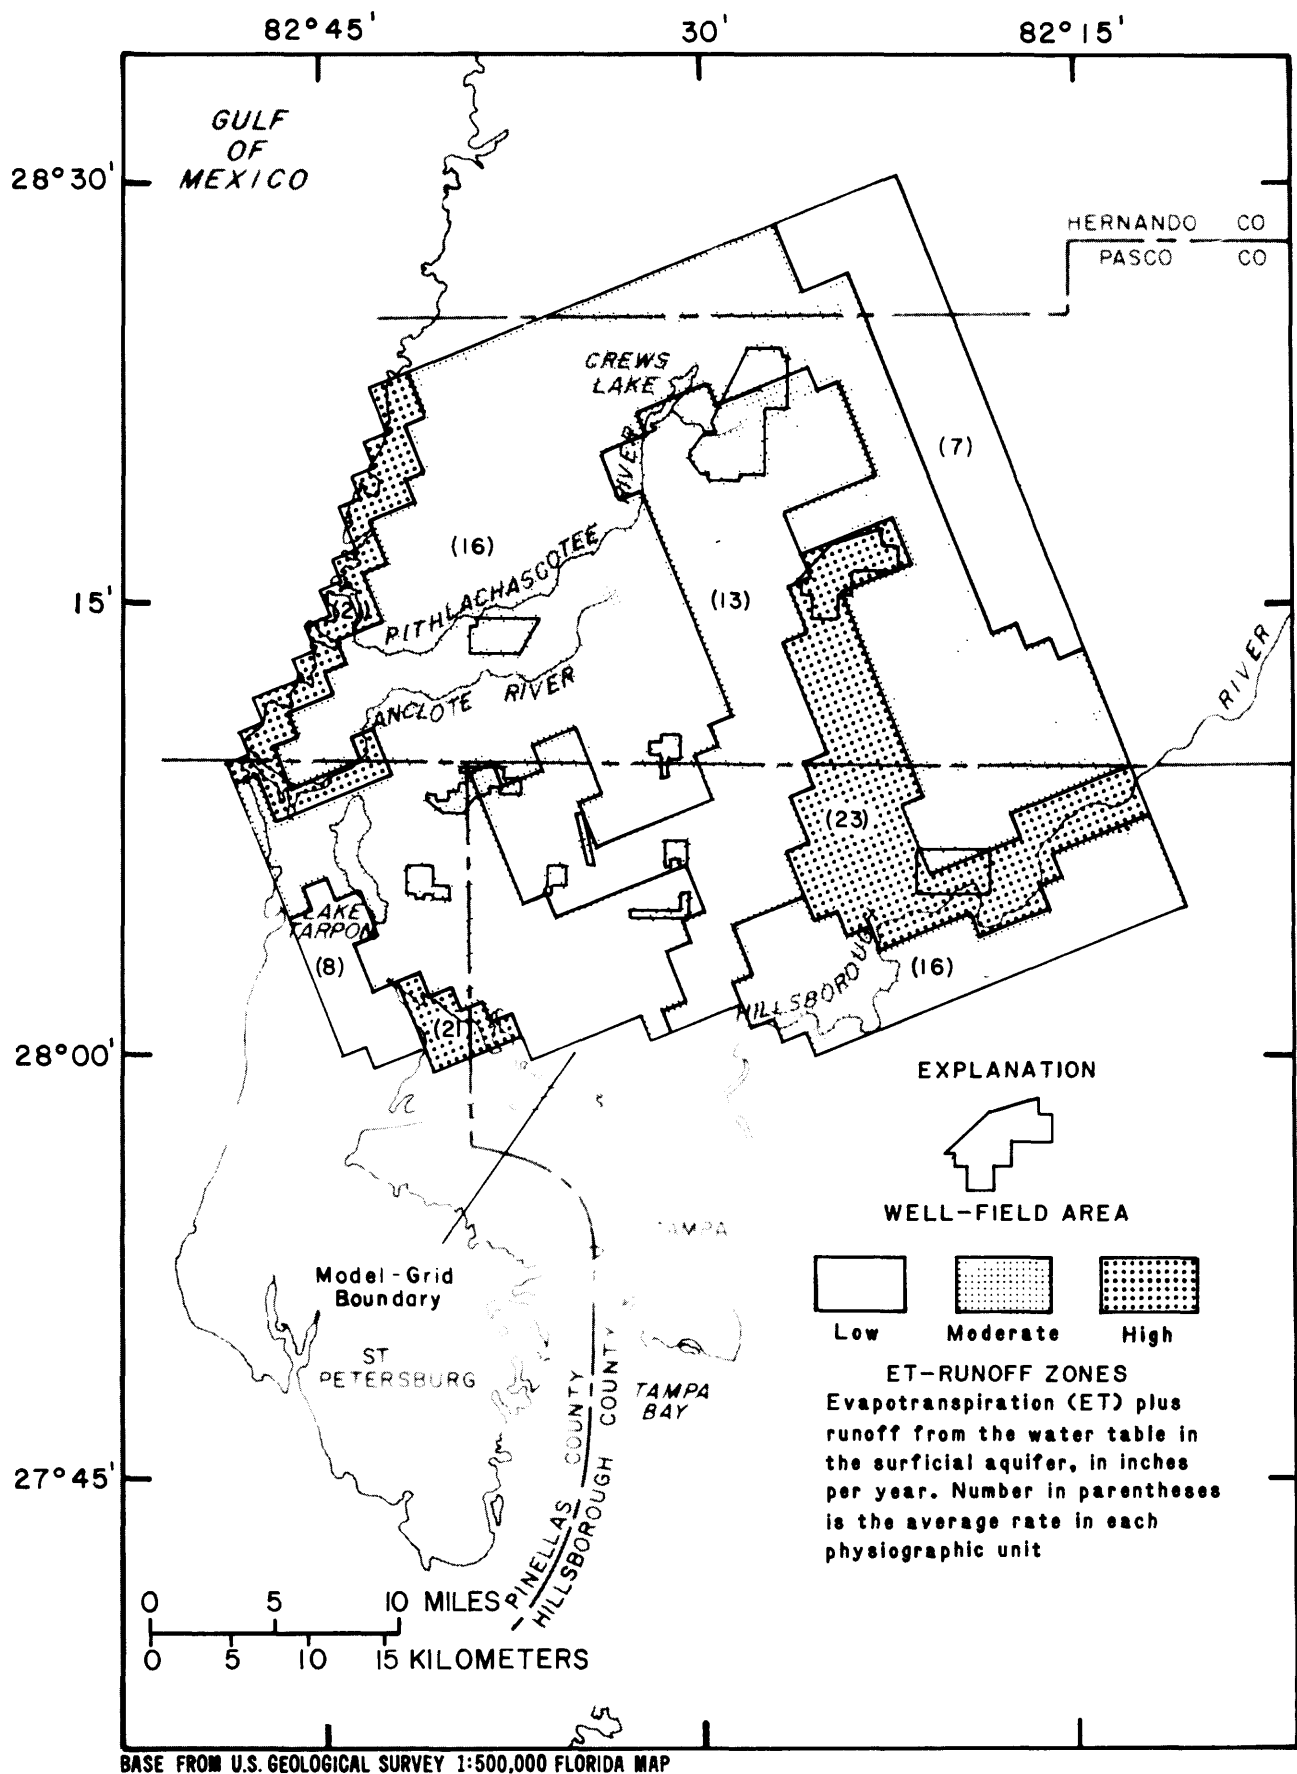 82°45'
30'
82°15'
GULF
OF
MEXICO
28°30'
HERNANDO CO
PASCO CO
CREWS
LAKE
(7)
RIVER
(16)
PITHLACHASCOTEE
15'
(13)
(21)
RIVER
ANCLOTE RIVER
(23)
LAKE
TARPON
(8)
(16)
HILLSBOROUGH
(21)
28°00'
EXPLANATION
WELL-FIELD AREA
TAMPA
Model-Grid
Boundary
Low
Moderate
High
ST
PETERSBURG
ET-RUNOFF ZONES
TAMPA
BAY
Evapotranspiration (ET) plus
runoff from the water table in
the surficial aquifer, in inches
per year. Number in parentheses
is the average rate in each
physiographic unit
27°45'
PINELLAS COUNTY
HILLSBOROUGH COUNTY
0 5 10 MILES
0 5 10 15 KILOMETERS
BASE FROM U.S. GEOLOGICAL SURVEY 1:500,000 FLORIDA MAP